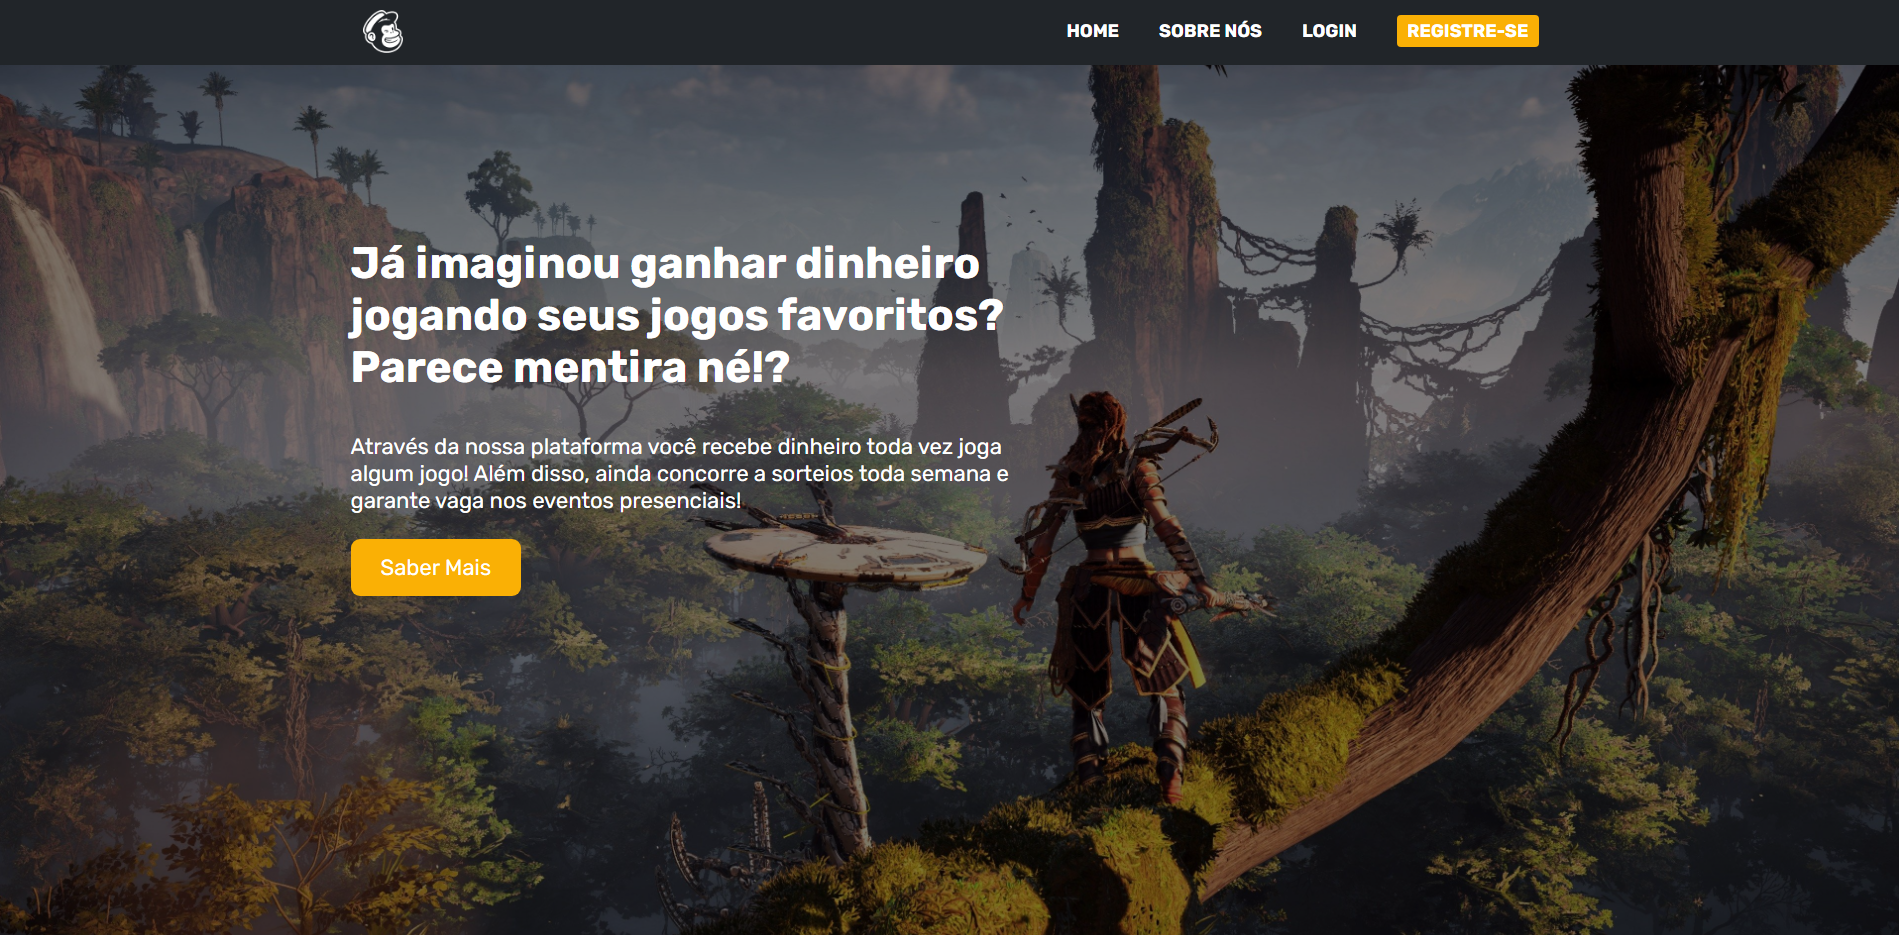 HOME
SOBRE NÓS
LOGIN
REGISTRE-SE
Já imaginou ganhar dinheiro
jogando seus jogos favoritos?
Parece mentira né!?
Através da nossa plataforma você recebe dinheiro toda vez joga
algum jogo! Além disso, ainda concorre a sorteios toda semana e
garante vaga nos eventos presenciais!
Saber Mais